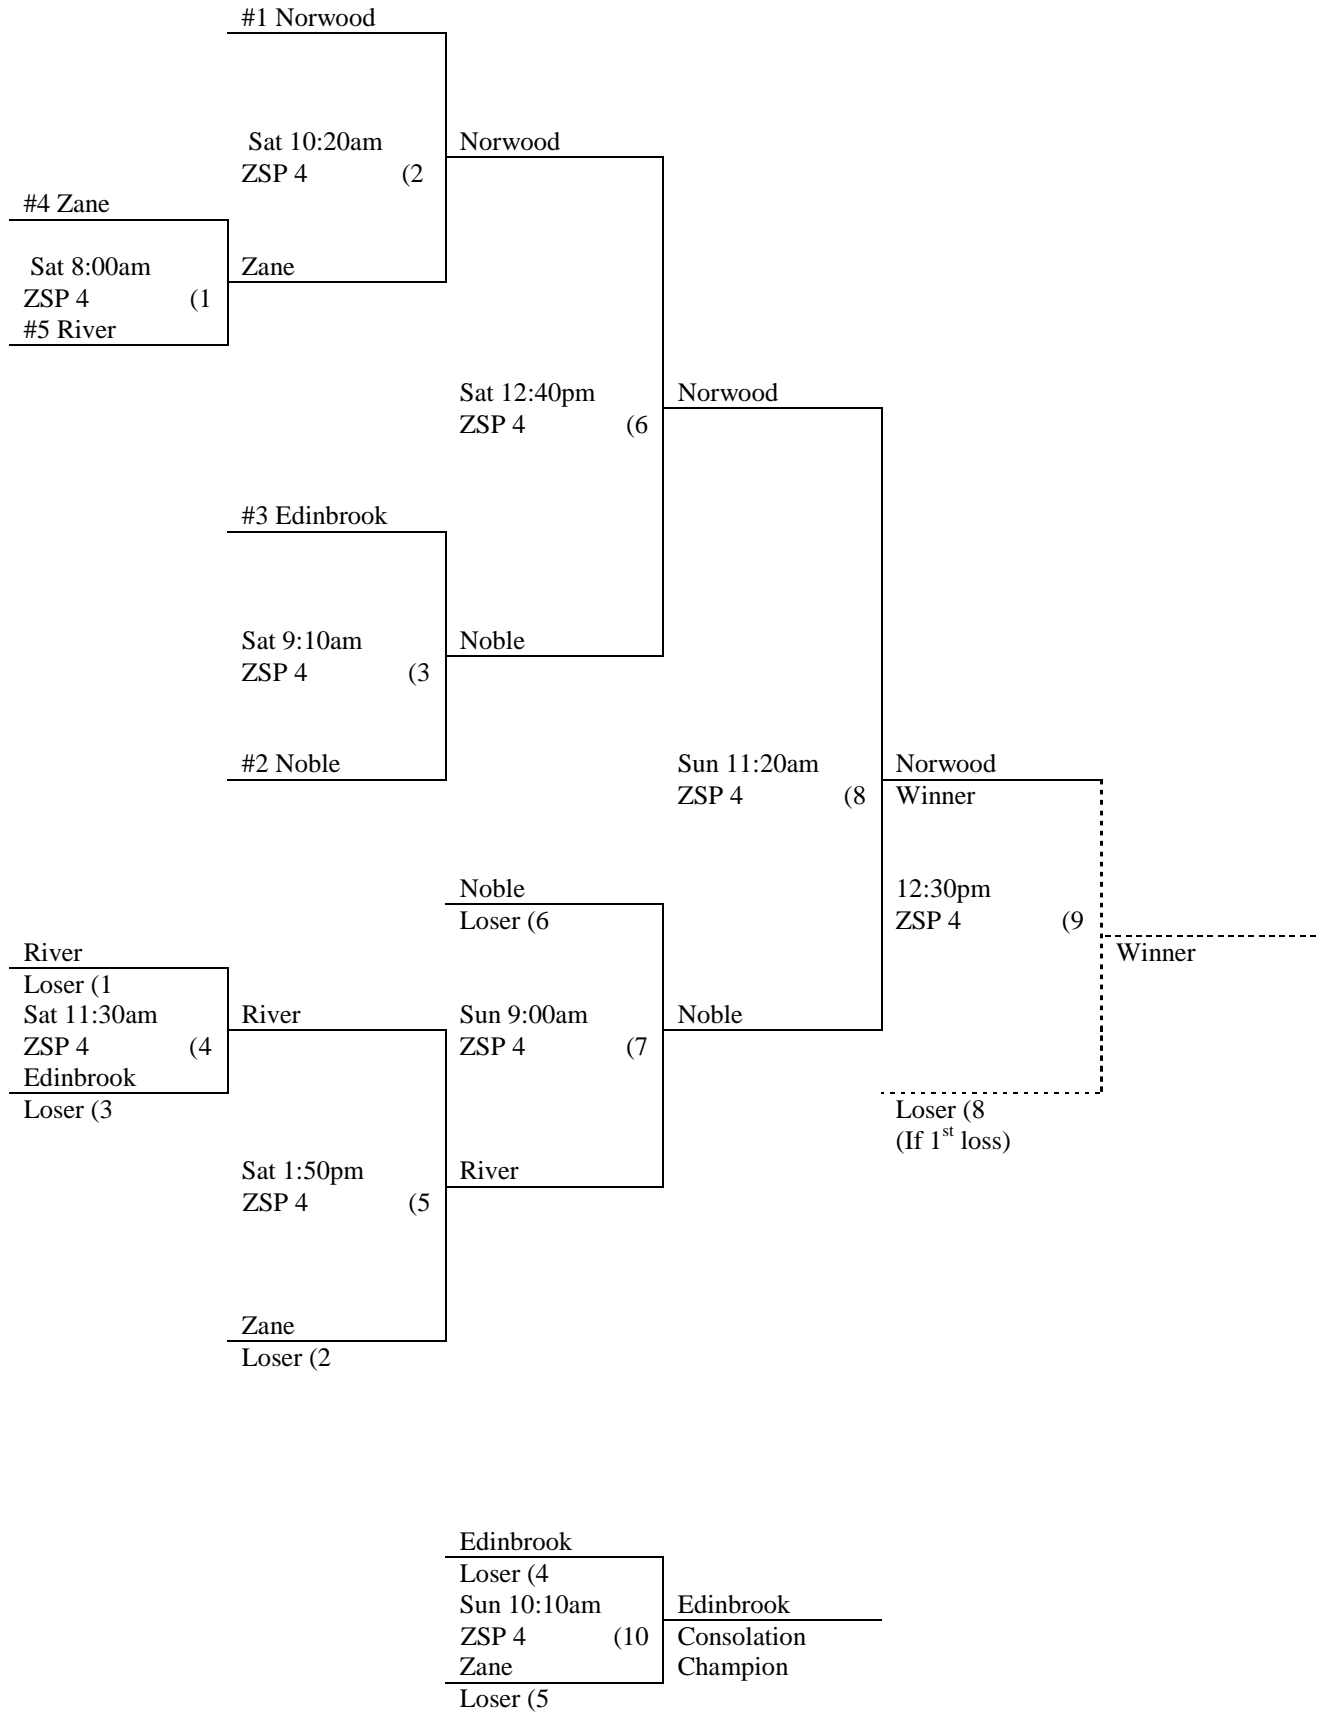 #1 Norwood
Sat 10:20am
ZSP 4 (2
Norwood
#4 Zane
Sat 8:00am
ZSP 4 (1
#5 River
Zane
Sat 12:40pm
ZSP 4 (6
Norwood
#3 Edinbrook
Sat 9:10am
ZSP 4 (3
Noble
#2 Noble
Sun 11:20am
ZSP 4 (8
Norwood
Winner
Noble
Loser (6
12:30pm
ZSP 4 (9
Winner
River
Loser (1
Sat 11:30am
ZSP 4 (4
Edinbrook
Loser (3
River
Sun 9:00am
ZSP 4 (7
Noble
Loser (8
(If 1st loss)
Sat 1:50pm
ZSP 4 (5
River
Zane
Loser (2
Edinbrook
Loser (4
Sun 10:10am
ZSP 4 (10
Zane
Loser (5
Edinbrook
Consolation
Champion